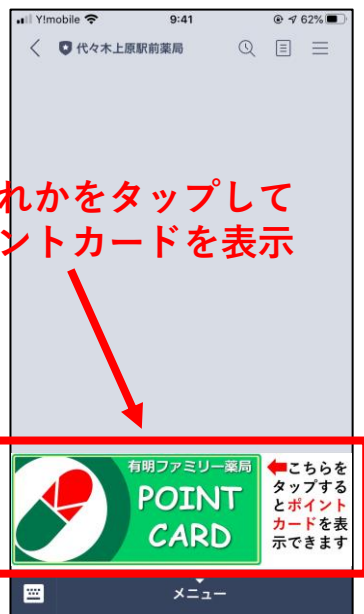 Y!mobile 9:41 62%
代々木上原駅前薬局
れかをタップして
ントカードを表示
有明ファミリー薬局
POINT
CARD
⬅こちらを
タップする
とポイント
カードを表
示できます
メニュー